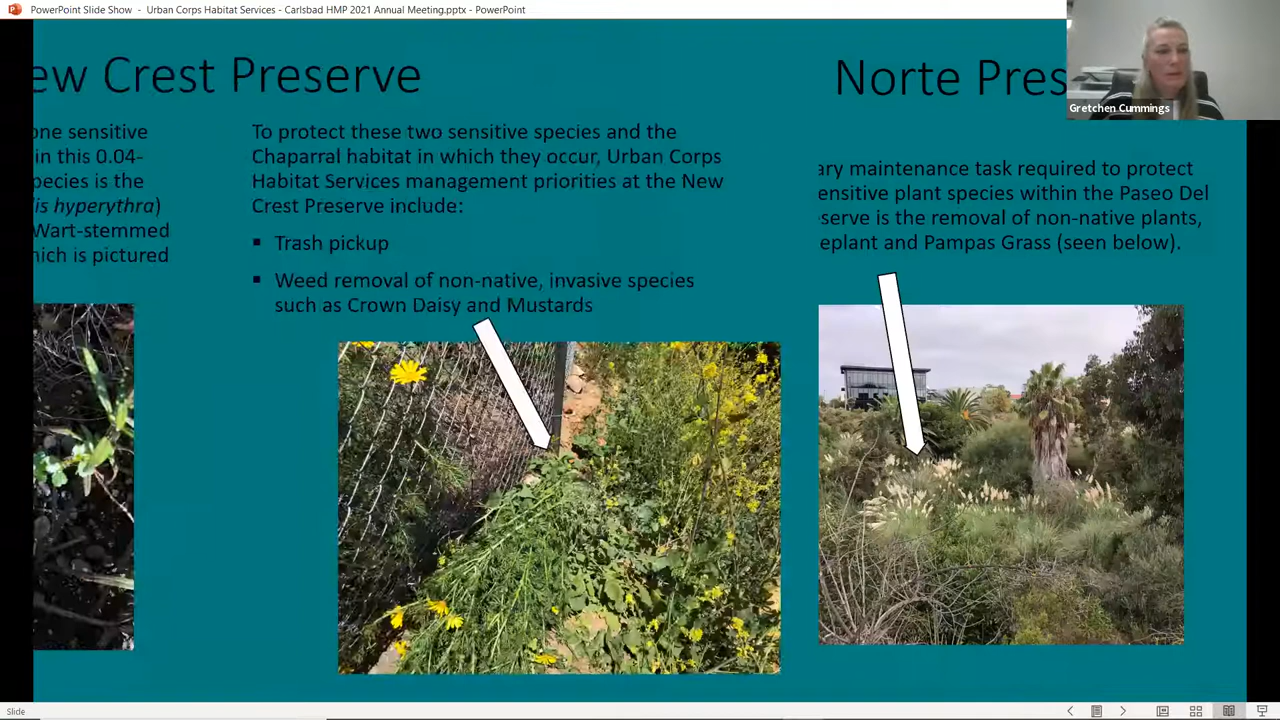 PowerPoint Slide Show - Urban Corps Habitat Services - Carlsbad HMP 2021 Annual Meeting.pptx - PowerPoint
ew Crest Preserve
one sensitive
in this 0.04-
pecies is the
is hyperythra)
Wart-stemmed
hich is pictured
To protect these two sensitive species and the
Chaparral habitat in which they occur, Urban Corps
Habitat Services management priorities at the New
Crest Preserve include:
▪ Trash pickup
▪ Weed removal of non-native, invasive species
such as Crown Daisy and Mustards
Norte Pres
ary maintenance task required to protect
ensitive plant species within the Paseo Del
serve is the removal of non-native plants,
eplant and Pampas Grass (seen below).
Gretchen Cummings
Slide